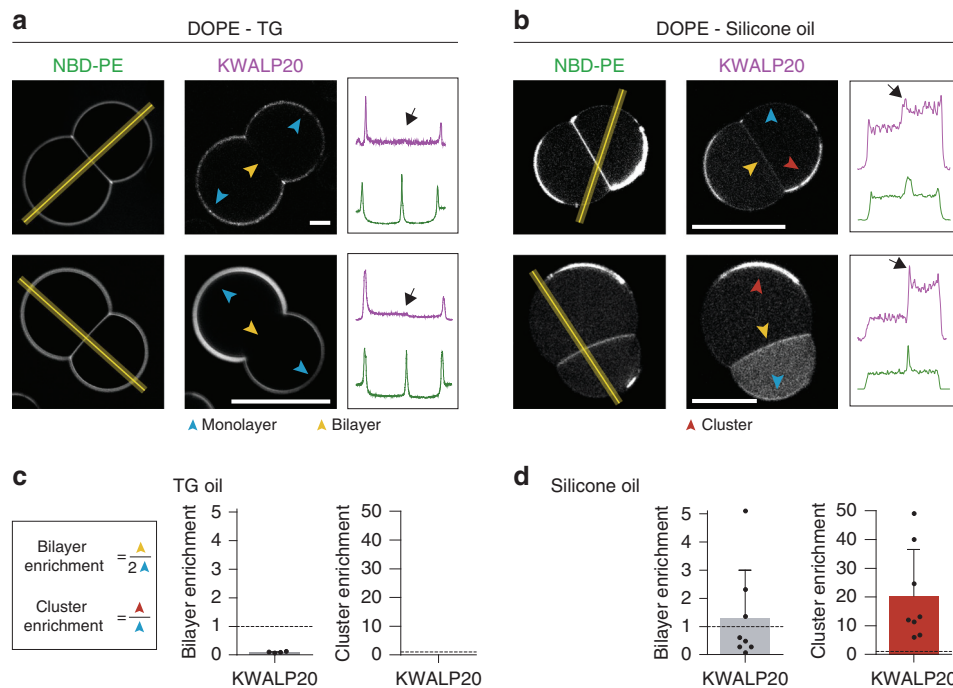 a
DOPE - TG
NBD-PE
KWALP20
Monolayer
Bilayer
b
DOPE - Silicone oil
NBD-PE
KWALP20
Cluster
c
TG oil
Bilayer
enrichment
=
2
Cluster
enrichment
=
Bilayer enrichment
5
4
3
2
1
0
KWALP20
Cluster enrichment
50
40
30
20
10
0
KWALP20
d
Silicone oil
Bilayer enrichment
5
4
3
2
1
0
KWALP20
Cluster enrichment
50
40
30
20
10
0
KWALP20